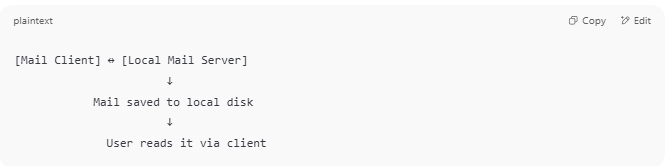 plaintext Copy Edit
[Mail Client] ↔ [Local Mail Server]
↓
Mail saved to local disk
↓
User reads it via client